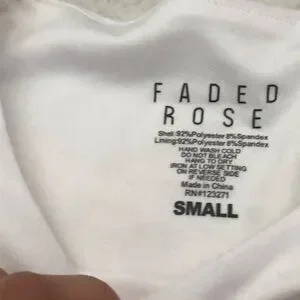 FADED
ROSE
Shell:92%Polyester 8%Spandex
Lining:92%Polyester 8%Spandex
HAND WASH COLD
DO NOT BLEACH
HANG TO DRY
IRON AT LOW SETTING
ON REVERSE SIDE
IF NEEDED
Made in China
RN#123271
SMALL